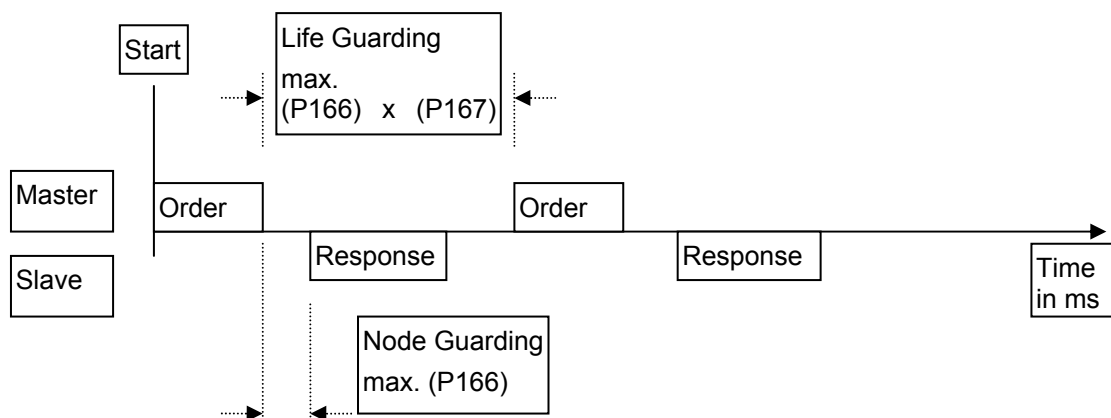 Start
Life Guarding
max.
(P166) x (P167)
Master
Order
Order
Slave
Response
Response
Time
in ms
Node Guarding
max. (P166)